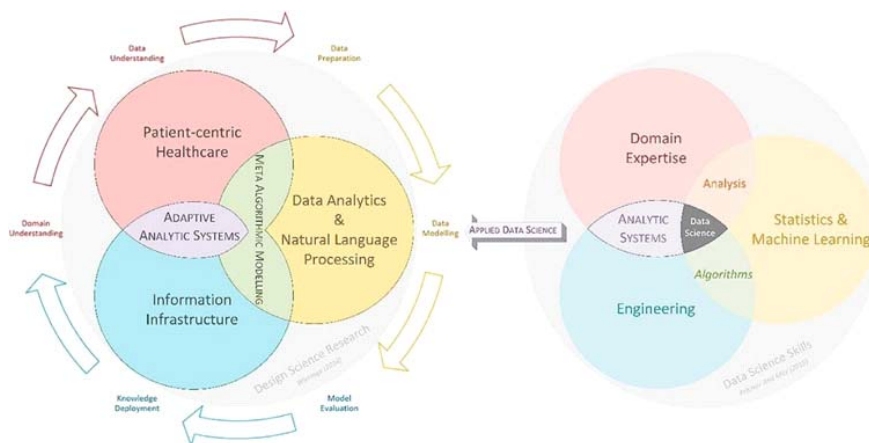 Data
Understanding
Data
Preparation
Patient-centric
Healthcare
META ALGORITHMIC MODELLING
Data Analytics
&
Natural Language
Processing
Domain
Understanding
ADAPTIVE
ANALYTIC SYSTEMS
Data
Modelling
Information
Infrastructure
Design Science Research
Knowledge
Deployment
Model
Evaluation
APPLIED DATA SCIENCE
Domain
Expertise
Analysis
ANALYTIC
SYSTEMS
Data
Science
Statistics &
Machine Learning
Algorithms
Engineering
Data Science Skills